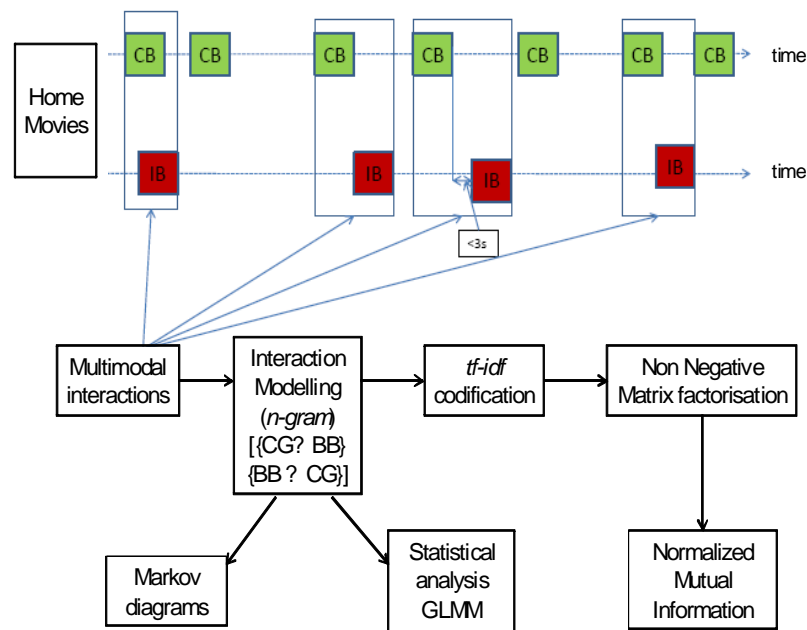 CB CB CB CB CB CB CB time
Home
Movies
IB IB IB IB time
<3s
Multimodal
interactions
Interaction
Modelling
(n-gram)
[{CG? BB}
{BB ? CG}]
tf-idf
codification
Non Negative
Matrix factorisation
Markov
diagrams
Statistical
analysis
GLMM
Normalized
Mutual
Information